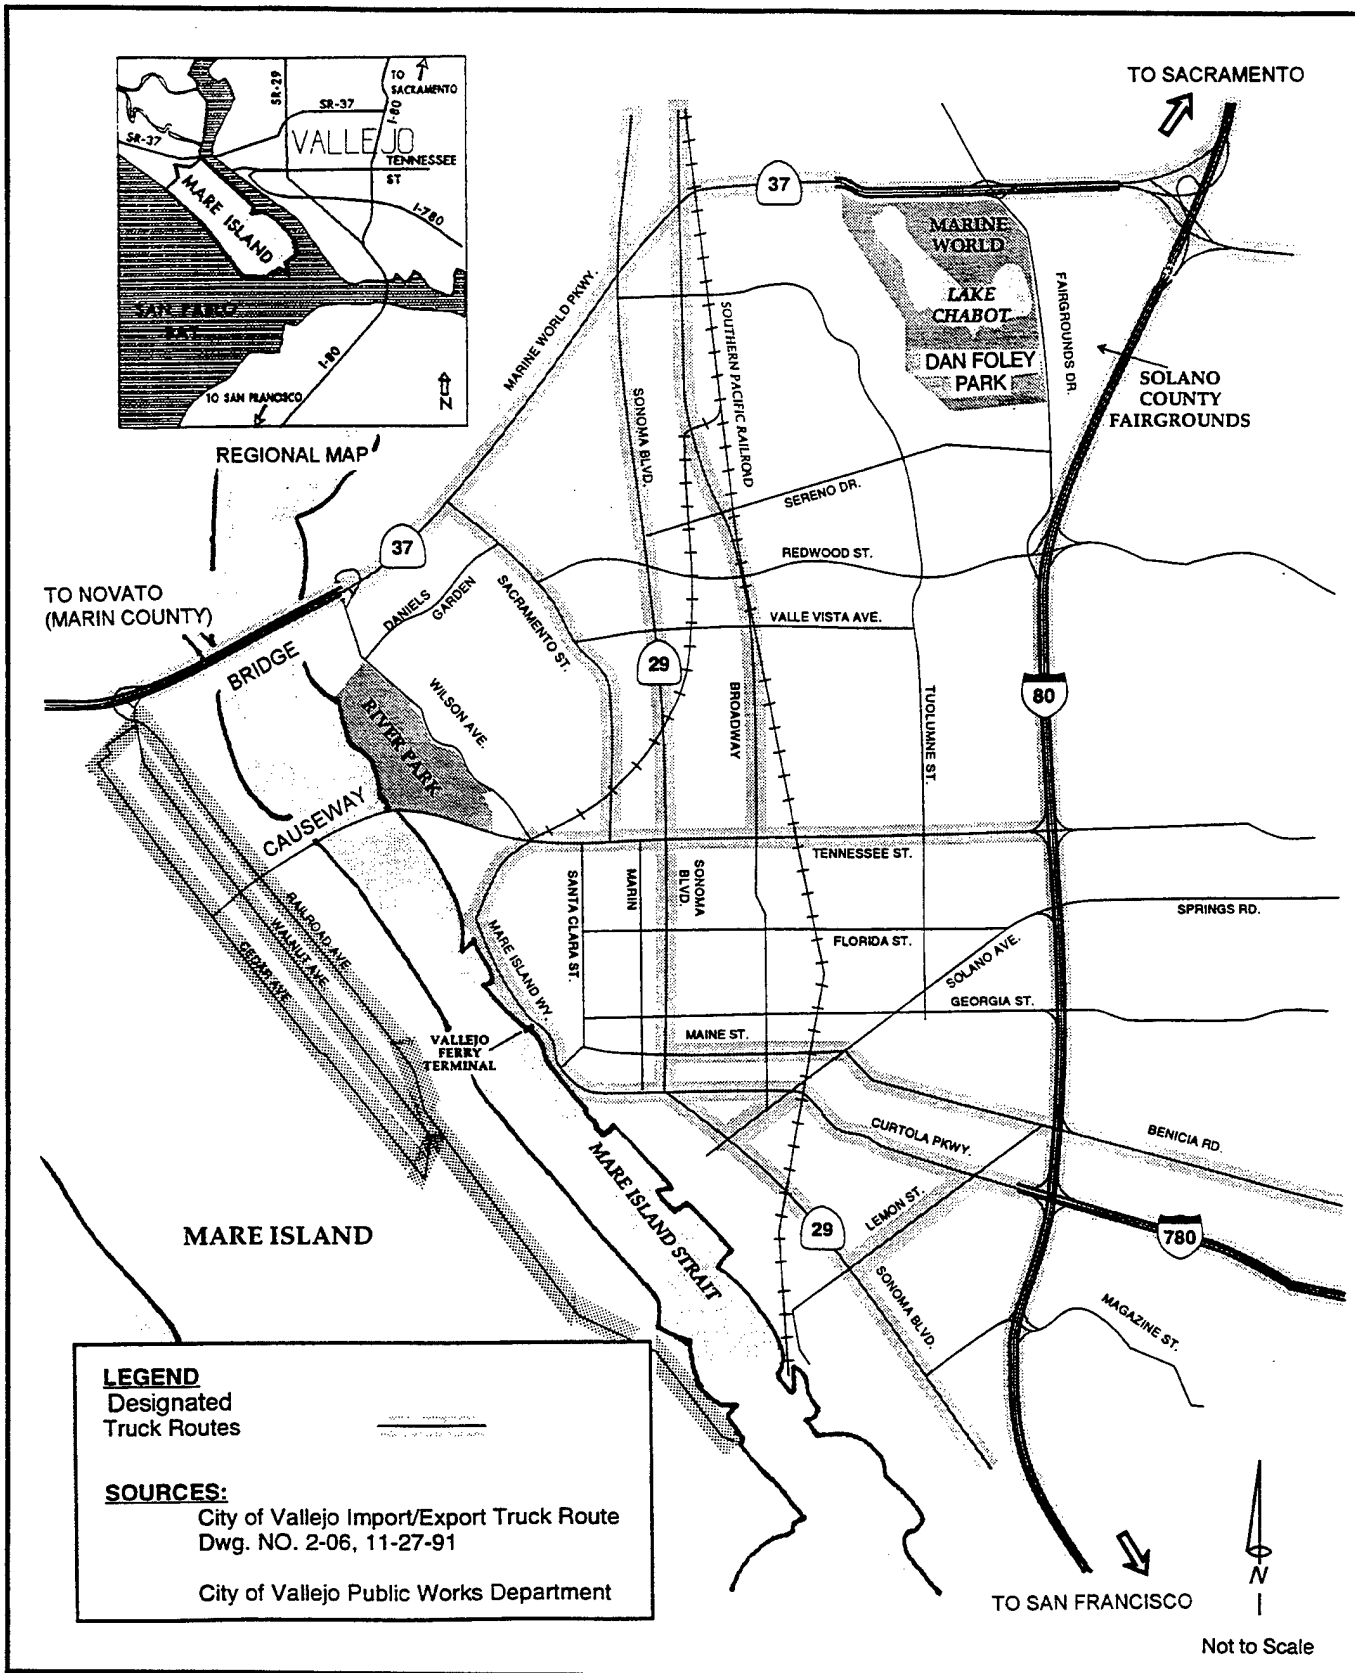 SR-29
TO
SACRAMENTO
SR-37
I-80
VALLEJO
SR-37
TENNESSEE
ST
MARE ISLAND
I-780
SAN PABLO
BAY
I-80
TO SAN FRANCISCO
N
REGIONAL MAP
TO SACRAMENTO
37
MARINE
WORLD
LAKE
CHABOT
DAN FOLEY
PARK
FAIRGROUNDS DR.
SOLANO
COUNTY
FAIRGROUNDS
MARINE WORLD PKWY.
SOUTHERN PACIFIC RAILROAD
SONOMA BLVD.
SERENO DR.
37
REDWOOD ST.
TO NOVATO
(MARIN COUNTY)
DANIELS
GARDEN
SACRAMENTO ST.
VALLE VISTA AVE.
BRIDGE
29
80
WILSON AVE.
BROADWAY
TUOLUMNE ST.
RIVER PARK
CAUSEWAY
TENNESSEE ST.
SANTA CLARA ST.
MARIN
SONOMA
BLVD.
SPRINGS RD.
RAILROAD AVE
WALNUT AVE
CEDAR AVE
MARE ISLAND WY.
FLORIDA ST.
SOLANO AVE.
GEORGIA ST.
VALLEJO
FERRY
TERMINAL
MAINE ST.
CURTOLA PKWY.
BENICIA RD.
MARE ISLAND STRAIT
LEMON ST.
MARE ISLAND
29
780
SONOMA BLVD.
MAGAZINE ST.
LEGEND
Designated
Truck Routes
SOURCES:
City of Vallejo Import/Export Truck Route
Dwg. NO. 2-06, 11-27-91
City of Vallejo Public Works Department
TO SAN FRANCISCO
N
Not to Scale